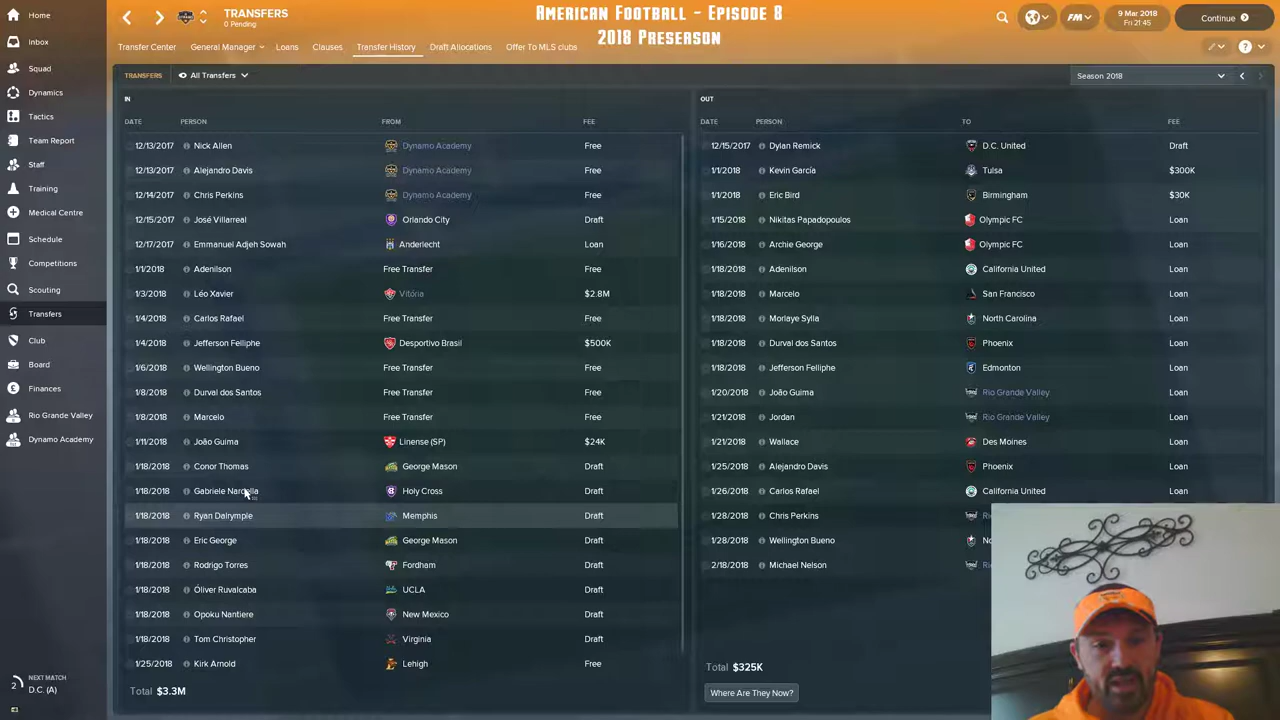 American Football - Episode 8
2018 Preseason
Home
Inbox
Squad
Dynamics
Tactics
Team Report
Staff
Training
Medical Centre
Schedule
Competitions
Scouting
Transfers
Club
Board
Finances
Rio Grande Valley
Dynamo Academy
2
NEXT MATCH
D.C. (A)
TRANSFERS
0 Pending
FM
9 Mar 2018
Fri 21:45
Continue
Transfer Center
General Manager
Loans
Clauses
Transfer History
Draft Allocations
Offer To MLS clubs
?
TRANSFERS
All Transfers
Season 2018
IN
DATE PERSON FROM FEE
12/13/2017 Nick Allen Dynamo Academy Free
12/13/2017 Alejandro Davis Dynamo Academy Free
12/14/2017 Chris Perkins Dynamo Academy Free
12/15/2017 José Villarreal Orlando City Draft
12/17/2017 Emmanuel Adjeh Sowah Anderlecht Loan
1/1/2018 Adenilson Free Transfer Free
1/3/2018 Léo Xavier Vitória $2.8M
1/4/2018 Carlos Rafael Free Transfer Free
1/4/2018 Jefferson Felliphe Desportivo Brasil $500K
1/6/2018 Wellington Bueno Free Transfer Free
1/8/2018 Durval dos Santos Free Transfer Free
1/8/2018 Marcelo Free Transfer Free
1/11/2018 João Guima Linense (SP) $24K
1/18/2018 Conor Thomas George Mason Draft
1/18/2018 Gabriele Nardella Holy Cross Draft
1/18/2018 Ryan Dalrymple Memphis Draft
1/18/2018 Eric George George Mason Draft
1/18/2018 Rodrigo Torres Fordham Draft
1/18/2018 Óliver Ruvalcaba UCLA Draft
1/18/2018 Opoku Nantiere New Mexico Draft
1/18/2018 Tom Christopher Virginia Draft
1/25/2018 Kirk Arnold Lehigh Free
Total $3.3M
OUT
DATE PERSON TO FEE
12/15/2017 Dylan Remick D.C. United Draft
1/1/2018 Kevin García Tulsa $300K
1/1/2018 Eric Bird Birmingham $30K
1/15/2018 Nikitas Papadopoulos Olympic FC Loan
1/16/2018 Archie George Olympic FC Loan
1/18/2018 Adenilson California United Loan
1/18/2018 Marcelo San Francisco Loan
1/18/2018 Morlaye Sylla North Carolina Loan
1/18/2018 Durval dos Santos Phoenix Loan
1/18/2018 Jefferson Felliphe Edmonton Loan
1/20/2018 João Guima Rio Grande Valley Loan
1/21/2018 Jordan Rio Grande Valley Loan
1/21/2018 Wallace Des Moines Loan
1/25/2018 Alejandro Davis Phoenix Loan
1/26/2018 Carlos Rafael California United Loan
1/28/2018 Chris Perkins
1/28/2018 Wellington Bueno
2/18/2018 Michael Nelson
Total $325K
Where Are They Now?